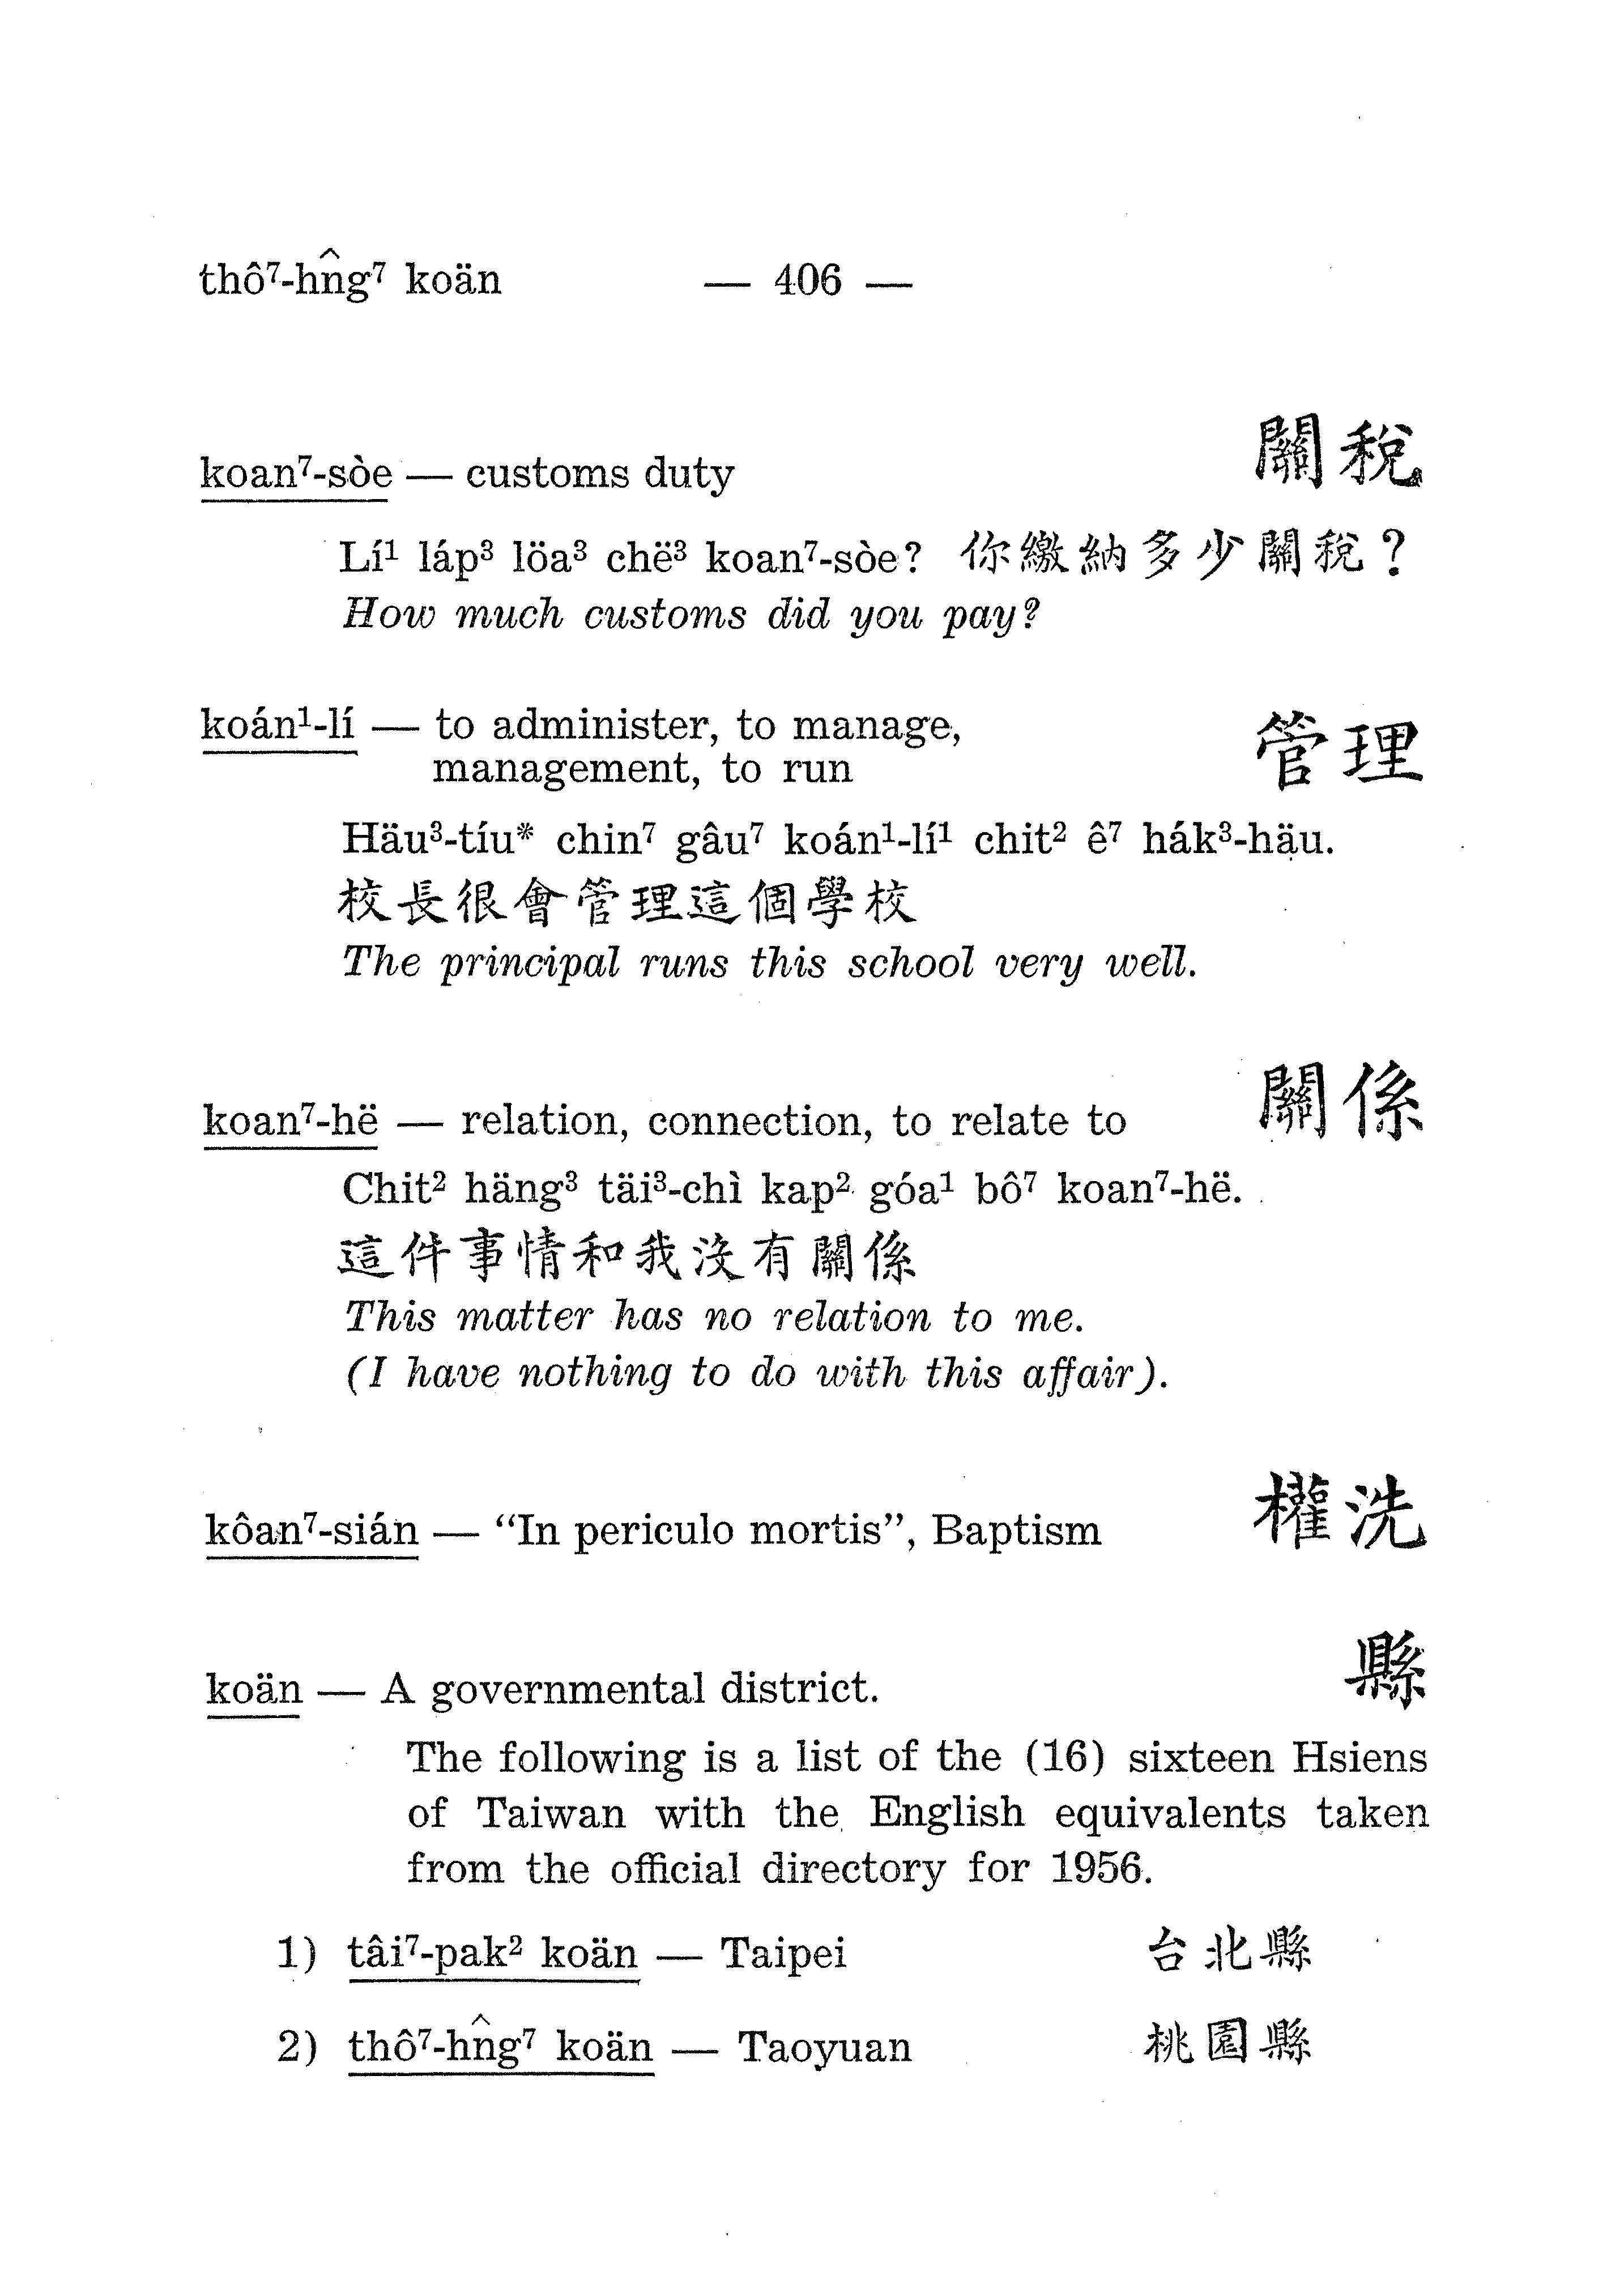 thô⁷-hn̂g⁷ koän — 406 —
koan⁷-sòe — customs duty 關稅
Lí¹ láp³ löa³ chë³ koan⁷-sòe? 你繳納多少關稅?
How much customs did you pay?
koán¹-lí — to administer, to manage, 管理
management, to run
Häu³-tíu* chin⁷ gâu⁷ koán¹-lí¹ chit² ê⁷ hák³-häu.
校長很會管理這個學校
The principal runs this school very well.
koan⁷-hë — relation, connection, to relate to 關係
Chit² häng³ täi³-chì kap² góa¹ bô⁷ koan⁷-hë.
這件事情和我沒有關係
This matter has no relation to me.
(I have nothing to do with this affair).
kôan⁷-sián — “In periculo mortis”, Baptism 權洗
koän — A governmental district. 縣
The following is a list of the (16) sixteen Hsiens
of Taiwan with the English equivalents taken
from the official directory for 1956.
1) tâi⁷-pak² koän — Taipei 台北縣
2) thô⁷-hn̂g⁷ koän — Taoyuan 桃園縣